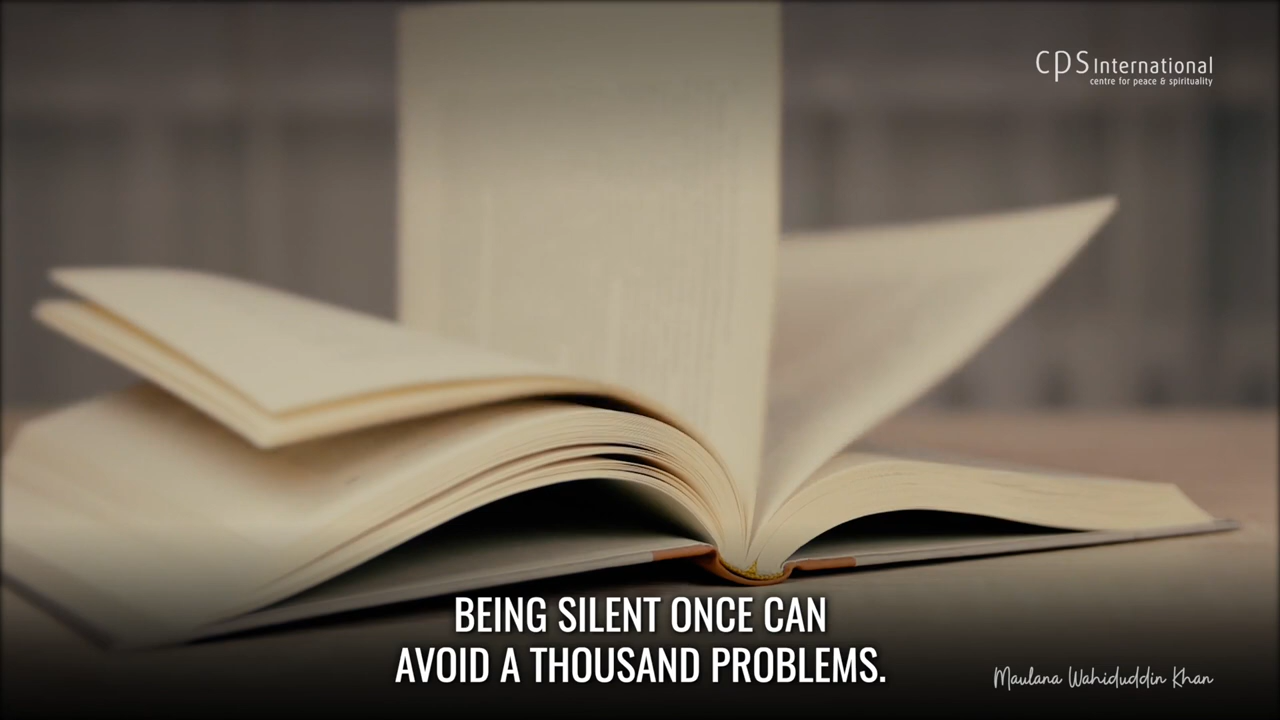 cps International
centre for peace & spirituality
BEING SILENT ONCE CAN
AVOID A THOUSAND PROBLEMS.
Maulana Wahiduddin Khan